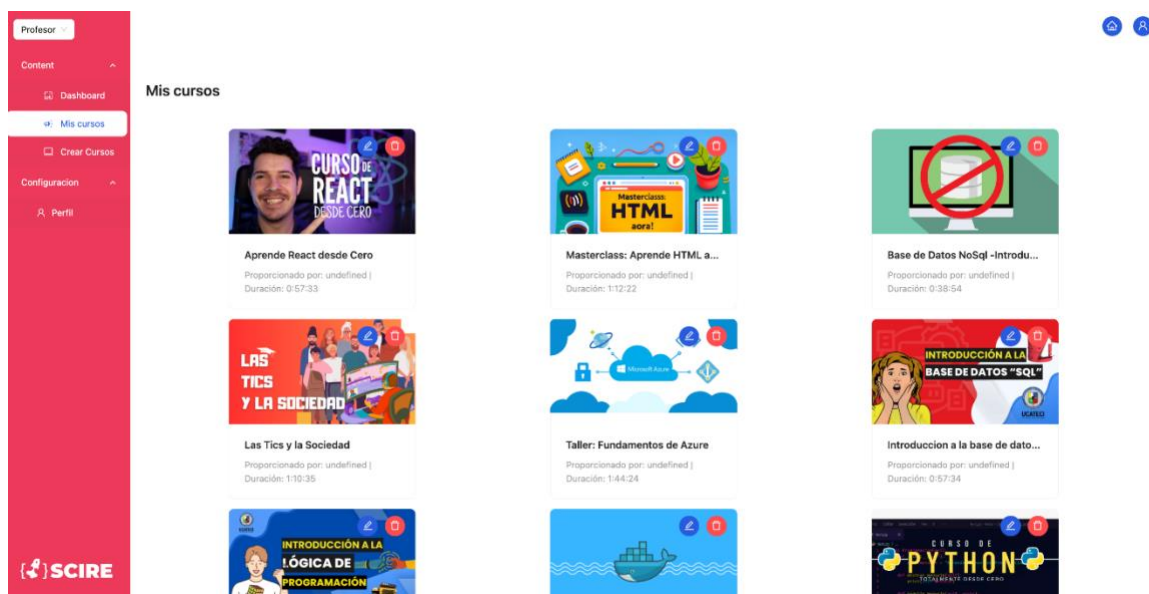 Profesor
Content
Dashboard
Mis cursos
Crear Cursos
Configuracion
Perfil
{ }SCIRE
Mis cursos
CURSO DE
REACT
DESDE CERO
Aprende React desde Cero
Proporcionado por: undefined |
Duración: 0:57:33
Masterclasss:
HTML
aora!
Masterclass: Aprende HTML a...
Proporcionado por: undefined |
Duración: 1:12:22
Base de Datos NoSql -Introdu...
Proporcionado por: undefined |
Duración: 0:38:54
LAS
TICS
Y LA SOCIEDAD
Las Tics y la Sociedad
Proporcionado por: undefined |
Duración: 1:10:35
Microsoft Azure
Taller: Fundamentos de Azure
Proporcionado por: undefined |
Duración: 1:44:24
INTRODUCCIÓN A LA
BASE DE DATOS "SQL"
UCATECI
Introduccion a la base de dato...
Proporcionado por: undefined |
Duración: 0:57:34
INTRODUCCIÓN A LA
LÓGICA DE
PROGRAMACIÓN
CURSO DE
PYTHON
TOTALMENTE DESDE CERO